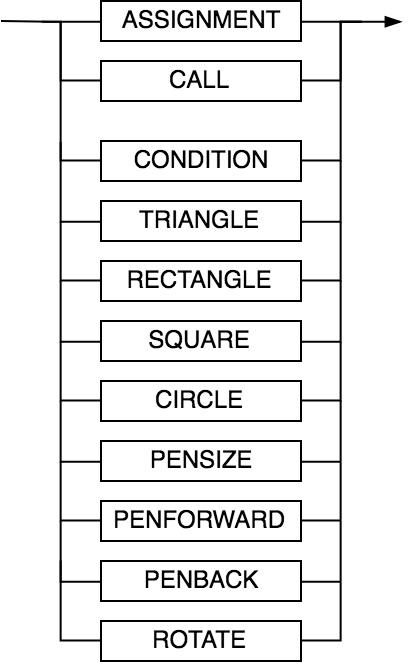 ASSIGNMENT
CALL
CONDITION
TRIANGLE
RECTANGLE
SQUARE
CIRCLE
PENSIZE
PENFORWARD
PENBACK
ROTATE